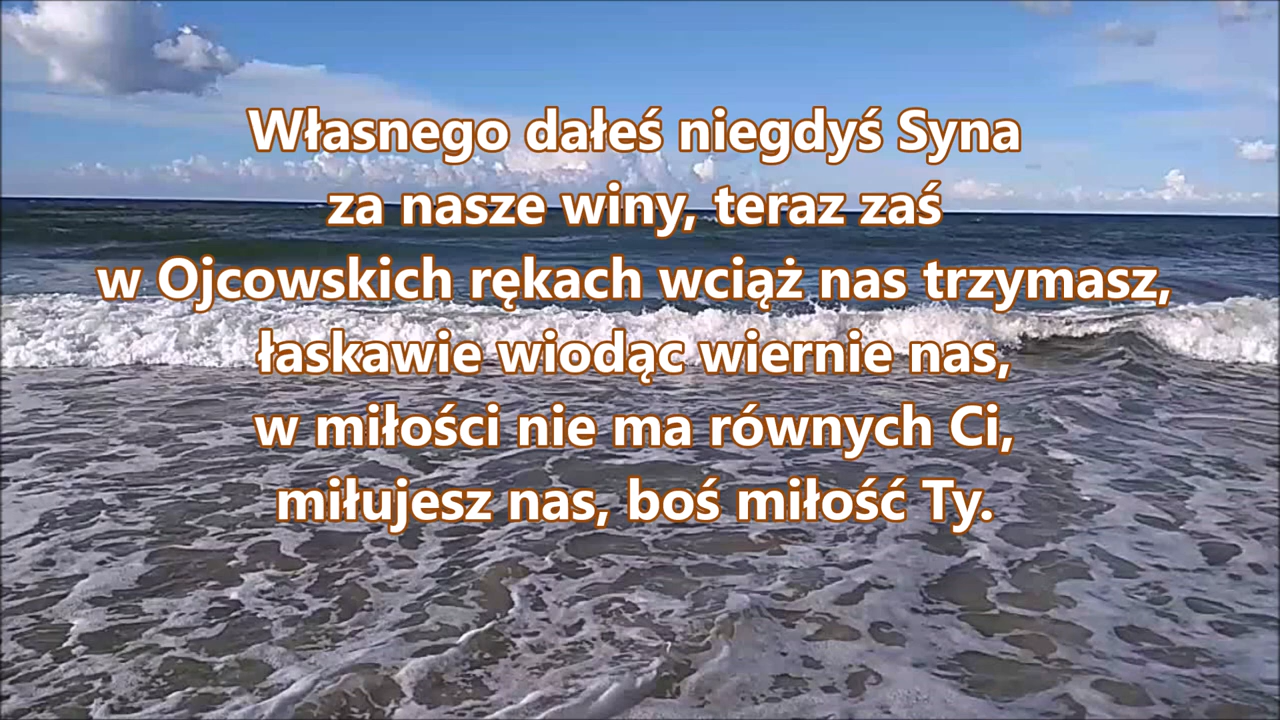 Własnego dałeś niegdyś Syna
za nasze winy, teraz zaś
w Ojcowskich rękach wciąż nas trzymasz,
łaskawie wiodąc wiernie nas,
w miłości nie ma równych Ci,
miłujesz nas, boś miłość Ty.